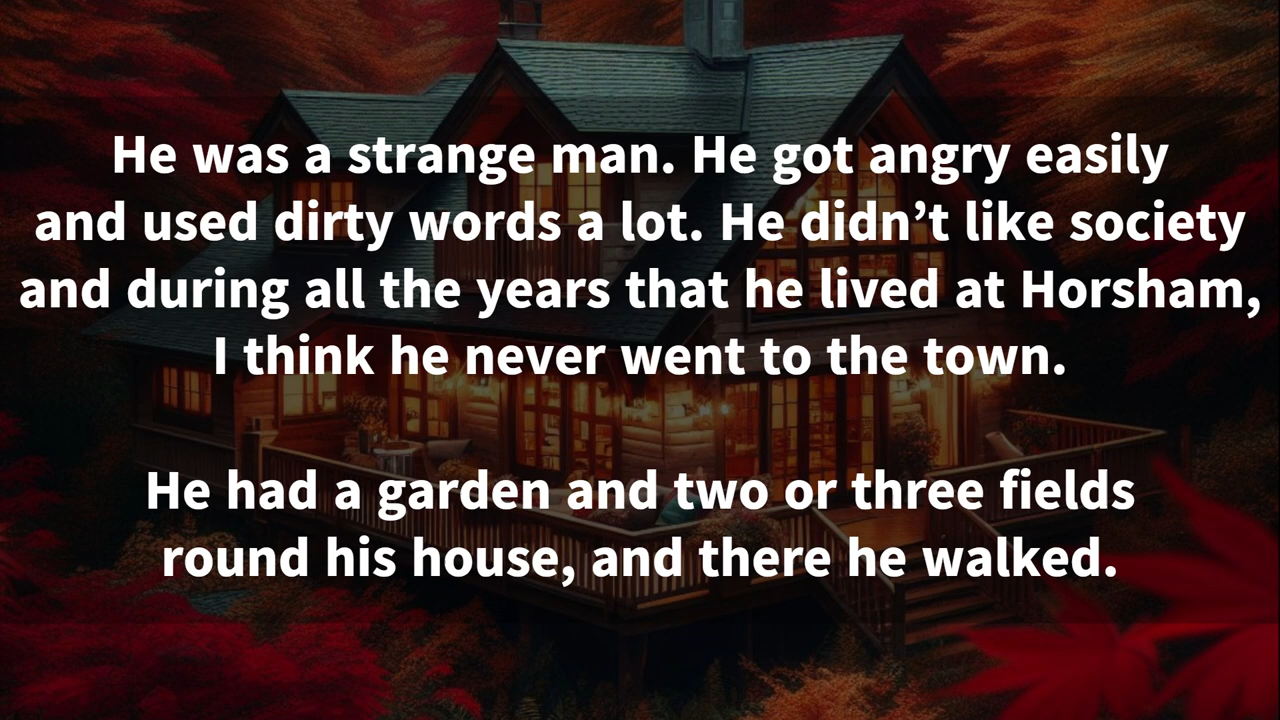 He was a strange man. He got angry easily
and used dirty words a lot. He didn’t like society
and during all the years that he lived at Horsham,
I think he never went to the town.
He had a garden and two or three fields
round his house, and there he walked.